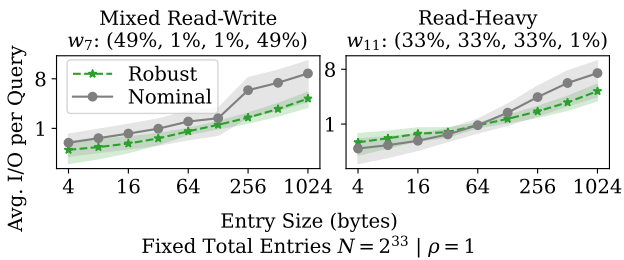 Mixed Read-Write
w₇: (49%, 1%, 1%, 49%)
Read-Heavy
w₁₁: (33%, 33%, 33%, 1%)
Avg. I/O per Query
8
1
Robust
Nominal
4 16 64 256 1024
8
1
4 16 64 256 1024
Entry Size (bytes)
Fixed Total Entries N = 2³³ | ρ = 1